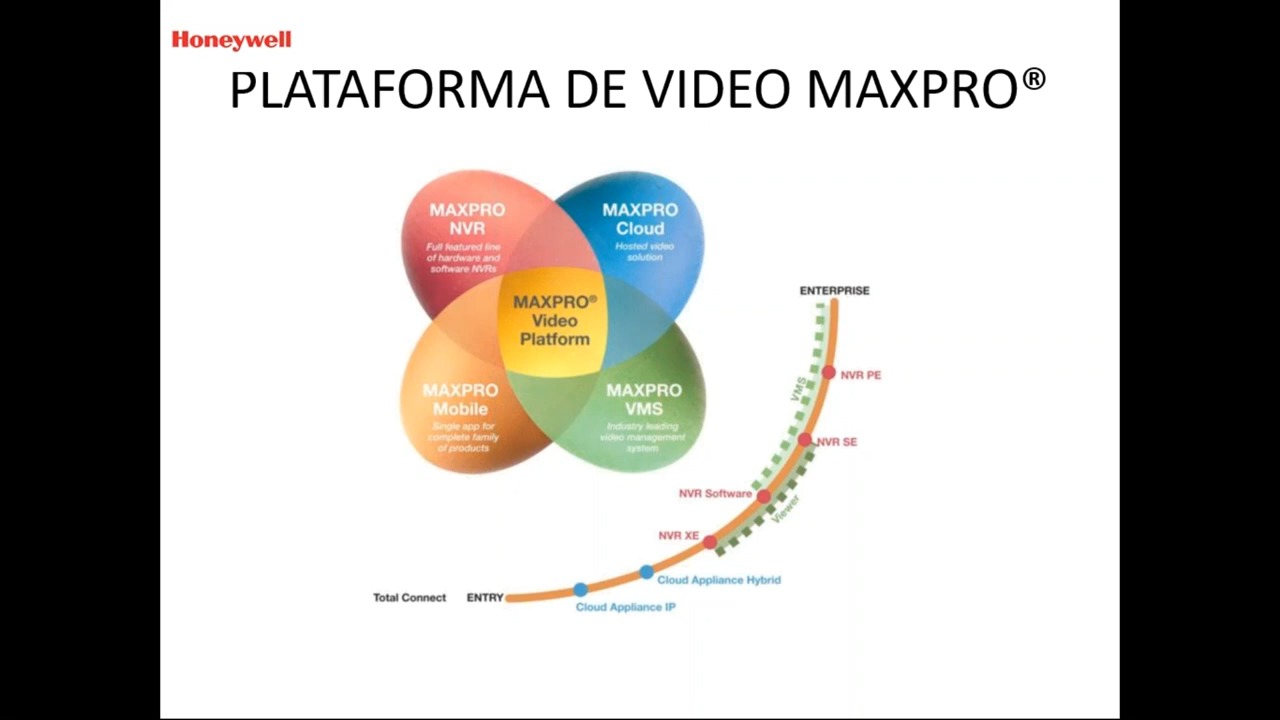 Honeywell
PLATAFORMA DE VIDEO MAXPRO®
MAXPRO
NVR
Full featured line
of hardware and
software NVRs
MAXPRO
Cloud
Hosted video
solution
MAXPRO®
Video
Platform
MAXPRO
Mobile
Single app for
complete family
of products
MAXPRO
VMS
Industry leading
video management
system
ENTERPRISE
NVR PE
VMS
NVR SE
NVR Software
Viewer
NVR XE
Cloud Appliance Hybrid
Total Connect ENTRY
Cloud Appliance IP